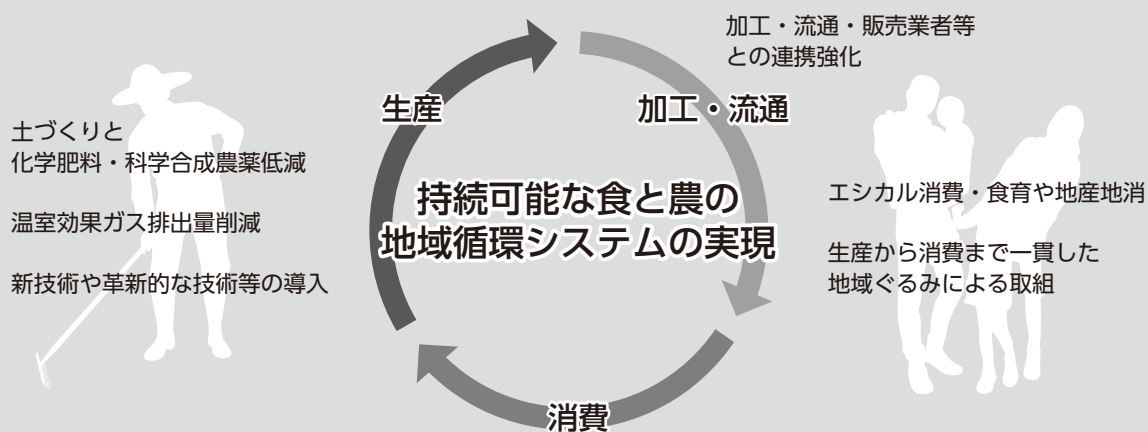 加工・流通・販売業者等
との連携強化
生産
加工・流通
土づくりと
化学肥料・科学合成農薬低減
温室効果ガス排出量削減
新技術や革新的な技術等の導入
持続可能な食と農の
地域循環システムの実現
エシカル消費・食育や地産地消
生産から消費まで一貫した
地域ぐるみによる取組
消費